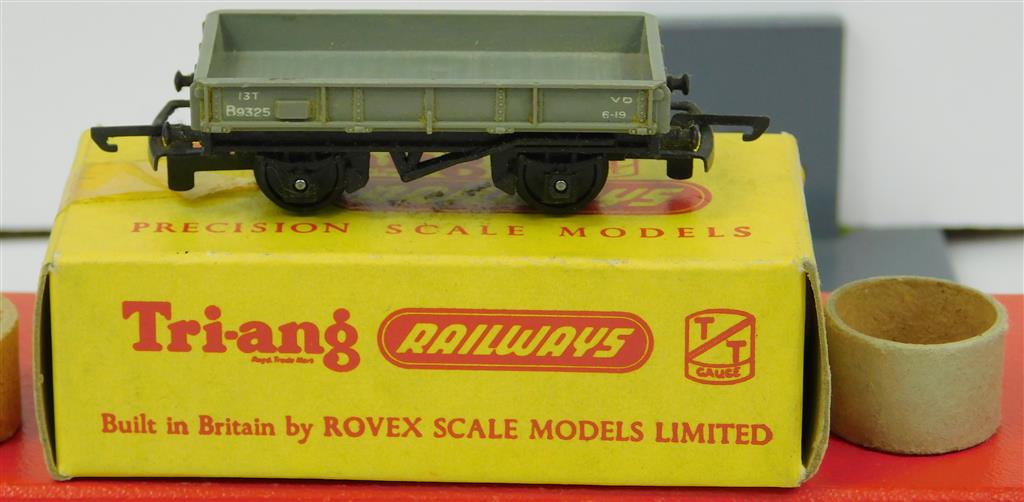 13T
B9325
VD
6-19
RAILWAYS
PRECISION SCALE MODELS
Tri-ang
Regd. Trade Mark
RAILWAYS
T/T
GAUGE
Built in Britain by ROVEX SCALE MODELS LIMITED